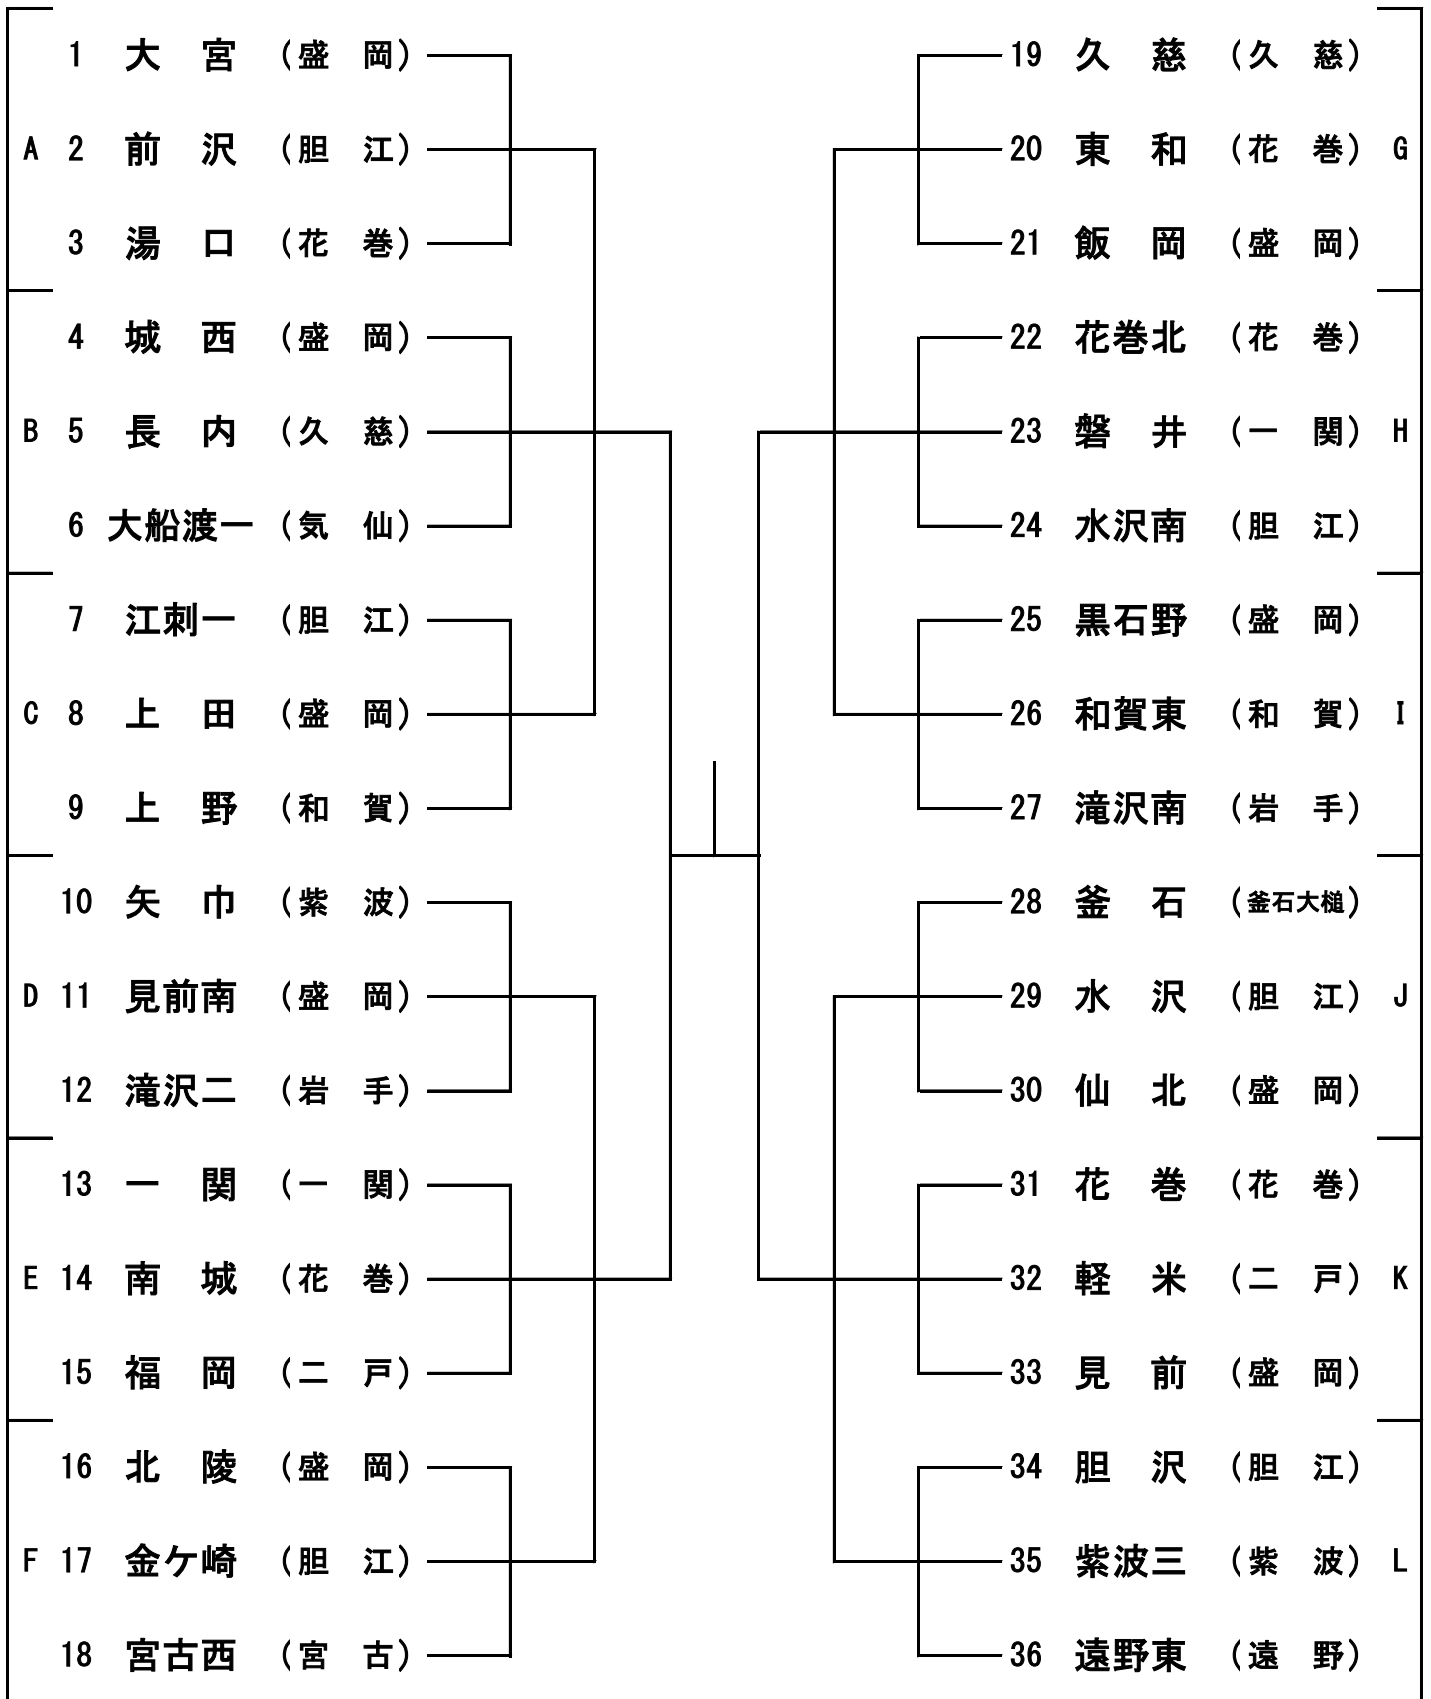 1 大宮 (盛岡)
A 2 前沢 (胆江)
3 湯口 (花巻)
4 城西 (盛岡)
B 5 長内 (久慈)
6 大船渡一 (気仙)
7 江刺一 (胆江)
C 8 上田 (盛岡)
9 上野 (和賀)
10 矢巾 (紫波)
D 11 見前南 (盛岡)
12 滝沢二 (岩手)
13 一関 (一関)
E 14 南城 (花巻)
15 福岡 (二戸)
16 北陵 (盛岡)
F 17 金ケ崎 (胆江)
18 宮古西 (宮古)
19 久慈 (久慈)
20 東和 (花巻) G
21 飯岡 (盛岡)
22 花巻北 (花巻)
23 磐井 (一関) H
24 水沢南 (胆江)
25 黒石野 (盛岡)
26 和賀東 (和賀) I
27 滝沢南 (岩手)
28 釜石 (釜石大槌)
29 水沢 (胆江) J
30 仙北 (盛岡)
31 花巻 (花巻)
32 軽米 (二戸) K
33 見前 (盛岡)
34 胆沢 (胆江)
35 紫波三 (紫波) L
36 遠野東 (遠野)